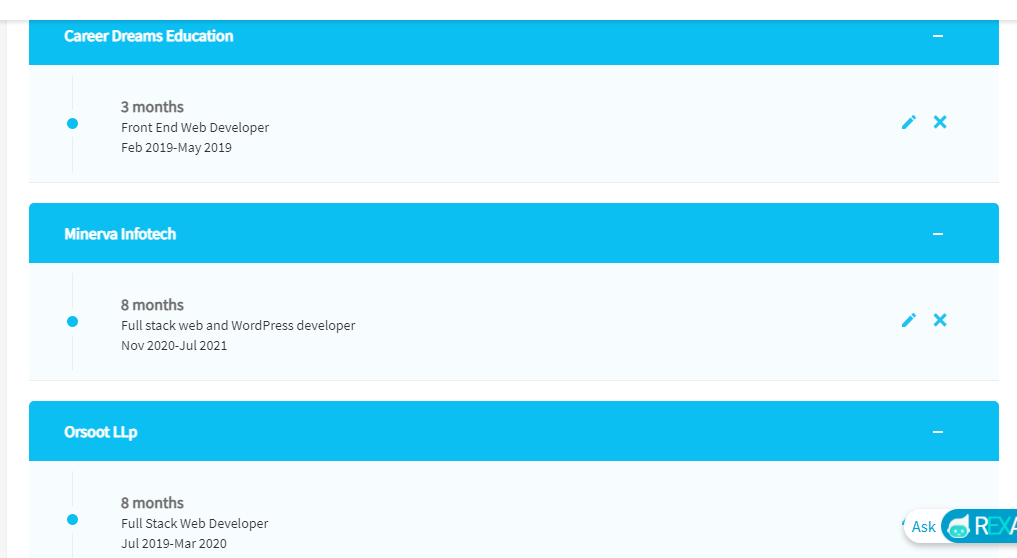 Career Dreams Education
3 months
Front End Web Developer
Feb 2019-May 2019
Minerva Infotech
8 months
Full stack web and WordPress developer
Nov 2020-Jul 2021
Orsoot LLp
8 months
Full Stack Web Developer
Jul 2019-Mar 2020
Ask REXA